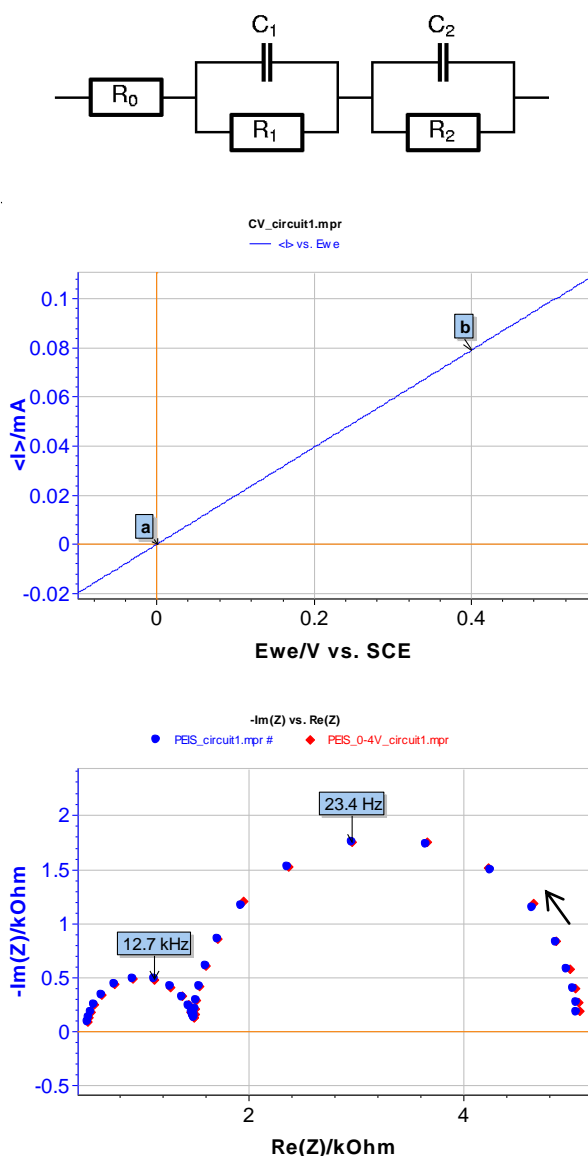 C1 C2
R0 R1 R2
CV_circuit1.mpr
<I> vs. Ewe
0.1
0.08
0.06
0.04
0.02
0
-0.02
<I>/mA
a
b
0 0.2 0.4
Ewe/V vs. SCE
-Im(Z) vs. Re(Z)
PEIS_circuit1.mpr # PEIS_0-4V_circuit1.mpr
2
1.5
1
0.5
0
-0.5
-Im(Z)/kOhm
23.4 Hz
12.7 kHz
2 4
Re(Z)/kOhm